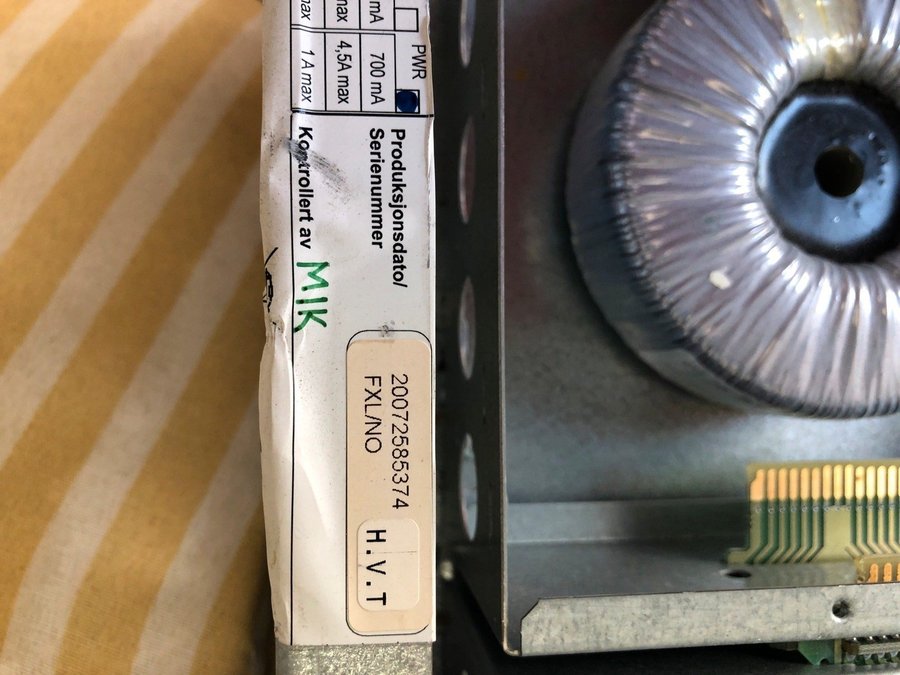 PWR
mA
700 mA
max
4,5A max
max
1 A max
Produksjonsdato/
Serienummer
Kontrollert av MIK
20072585374
FXL/NO
H.V.T